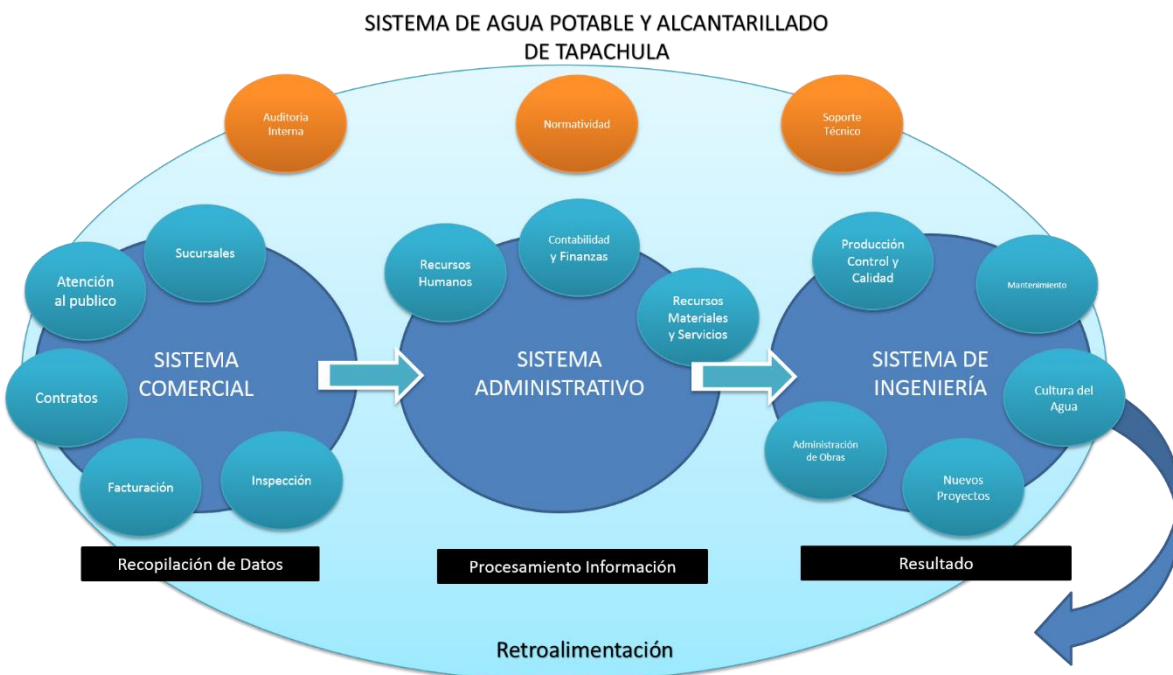 SISTEMA DE AGUA POTABLE Y ALCANTARILLADO
DE TAPACHULA
Auditoria
Interna
Normatividad
Soporte
Técnico
Sucursales
Atención
al publico
Contratos
Facturación
Inspección
SISTEMA
COMERCIAL
Recursos
Humanos
Contabilidad
y Finanzas
Recursos
Materiales
y Servicios
SISTEMA
ADMINISTRATIVO
Producción
Control y
Calidad
Mantenimiento
Cultura del
Agua
SISTEMA DE
INGENIERÍA
Administración
de Obras
Nuevos
Proyectos
Recopilación de Datos
Procesamiento Información
Resultado
Retroalimentación